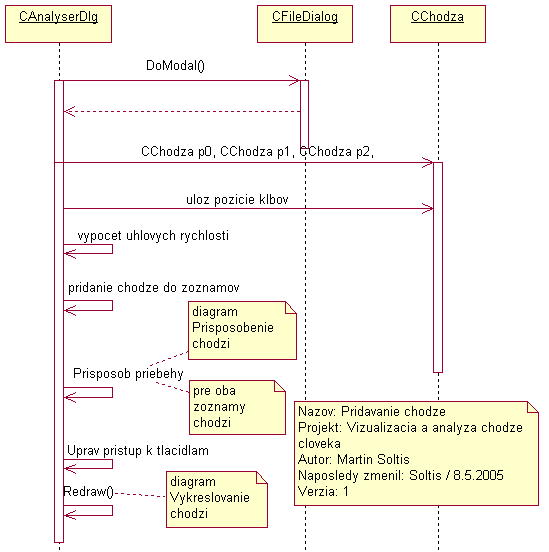 CAnalyserDlg
CFileDialog
CChodza
DoModal()
CChodza p0, CChodza p1, CChodza p2,
uloz pozicie klbov
vypocet uhlovych rychlosti
pridanie chodze do zoznamov
diagram
Prisposobenie
chodzi
Prisposob priebehy
pre oba
zoznamy
chodzi
Nazov: Pridavanie chodze
Projekt: Vizualizacia a analyza chodze
cloveka
Autor: Martin Soltis
Naposledy zmenil: Soltis / 8.5.2005
Verzia: 1
Uprav pristup k tlacidlam
Redraw()
diagram
Vykreslovanie
chodzi